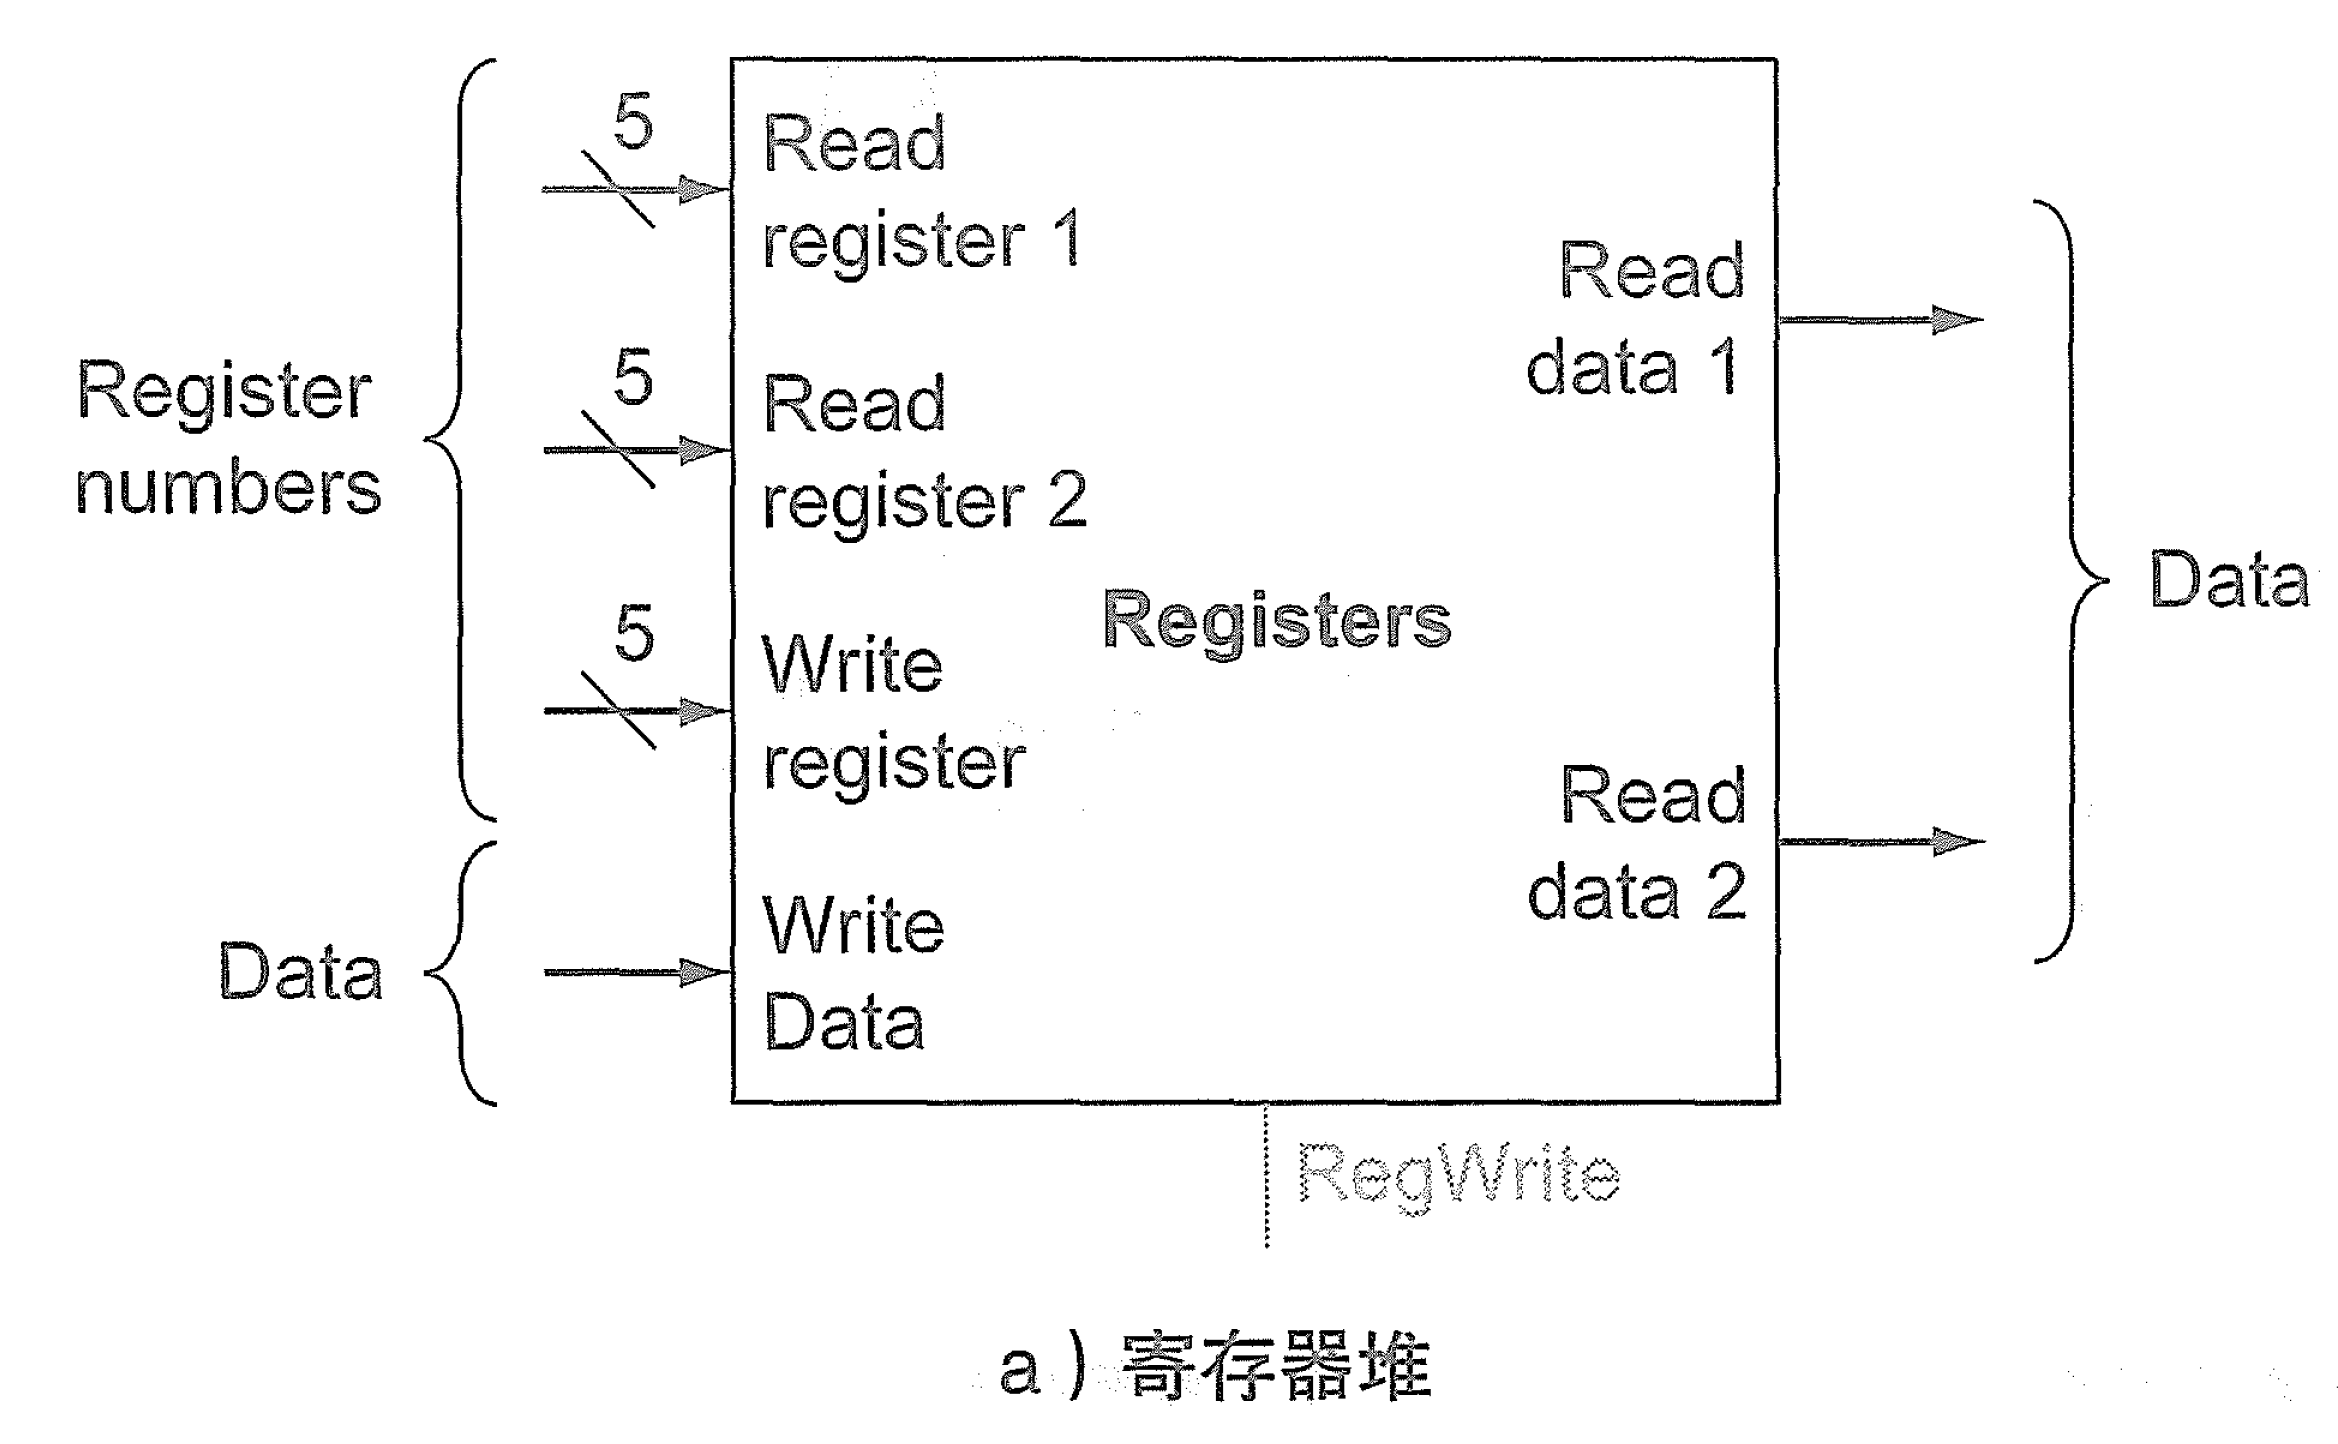 Register
numbers
Data
5
Read
register 1
5
Read
register 2
5
Write
register
Write
Data
Registers
Read
data 1
Read
data 2
Data
RegWrite
a）寄存器堆